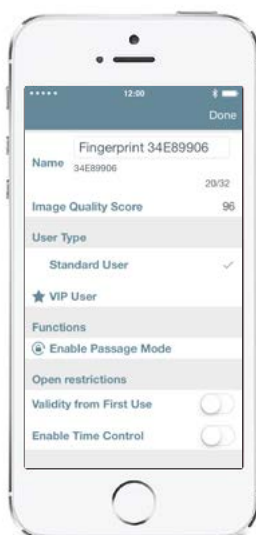 12:00
Done
Name Fingerprint 34E89906
34E89906
20/32
Image Quality Score 96
User Type
Standard User
VIP User
Functions
Enable Passage Mode
Open restrictions
Validity from First Use
Enable Time Control